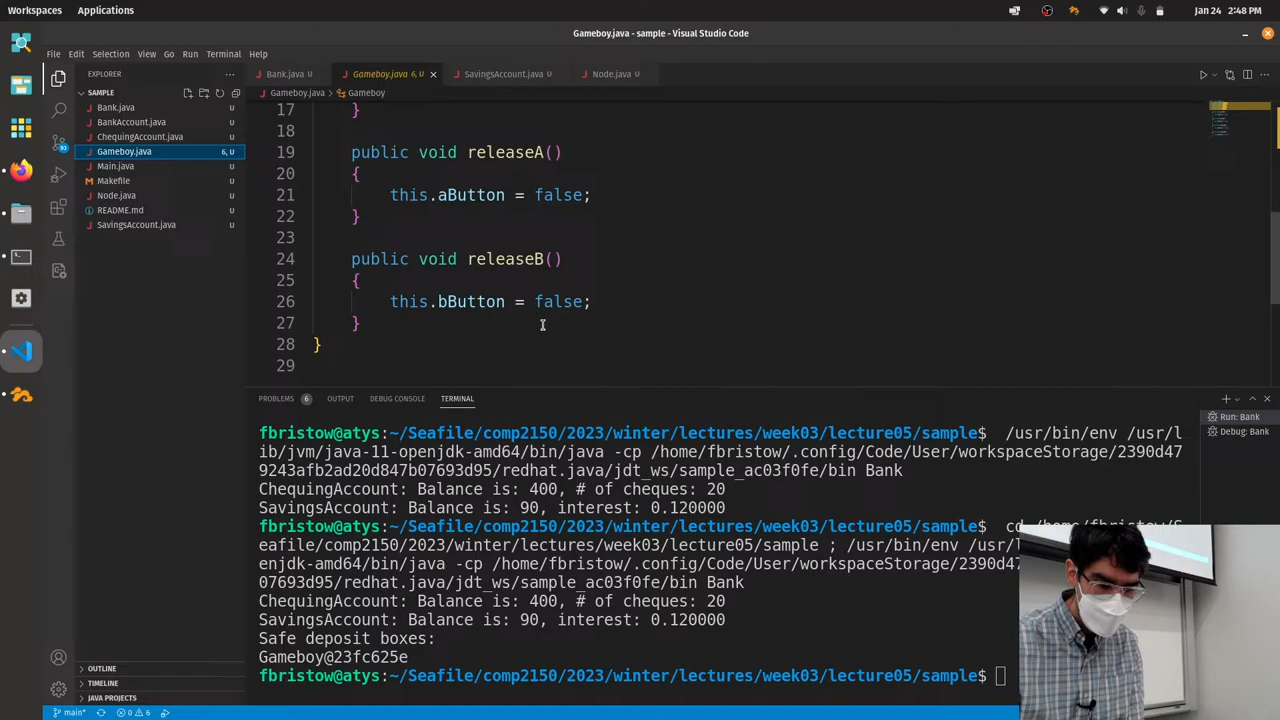 Workspaces Applications Jan 24 2:48 PM
Gameboy.java - sample - Visual Studio Code
File Edit Selection View Go Run Terminal Help
EXPLORER
SAMPLE
Bank.java U
BankAccount.java U
ChequingAccount.java U
Gameboy.java 6, U
Main.java U
Makefile U
Node.java U
README.md U
SavingsAccount.java U
OUTLINE
TIMELINE
JAVA PROJECTS
Bank.java U Gameboy.java 6, U SavingsAccount.java U Node.java U
Gameboy.java > Gameboy
17 }
18
19 public void releaseA()
20 {
21 this.aButton = false;
22 }
23
24 public void releaseB()
25 {
26 this.bButton = false;
27 }
28 }
29
PROBLEMS 6 OUTPUT DEBUG CONSOLE TERMINAL
Run: Bank
Debug: Bank
fbristow@atys:~/Seafile/comp2150/2023/winter/lectures/week03/lecture05/sample$ /usr/bin/env /usr/l
ib/jvm/java-11-openjdk-amd64/bin/java -cp /home/fbristow/.config/Code/User/workspaceStorage/2390d47
9243afb2ad20d847b07693d95/redhat.java/jdt_ws/sample_ac03f0fe/bin Bank
ChequingAccount: Balance is: 400, # of cheques: 20
SavingsAccount: Balance is: 90, interest: 0.120000
fbristow@atys:~/Seafile/comp2150/2023/winter/lectures/week03/lecture05/sample$ cd /home/fbristow/S
eafile/comp2150/2023/winter/lectures/week03/lecture05/sample ; /usr/bin/env /usr/l
enjdk-amd64/bin/java -cp /home/fbristow/.config/Code/User/workspaceStorage/2390d47
07693d95/redhat.java/jdt_ws/sample_ac03f0fe/bin Bank
ChequingAccount: Balance is: 400, # of cheques: 20
SavingsAccount: Balance is: 90, interest: 0.120000
Safe deposit boxes:
Gameboy@23fc625e
fbristow@atys:~/Seafile/comp2150/2023/winter/lectures/week03/lecture05/sample$
main* 0 6